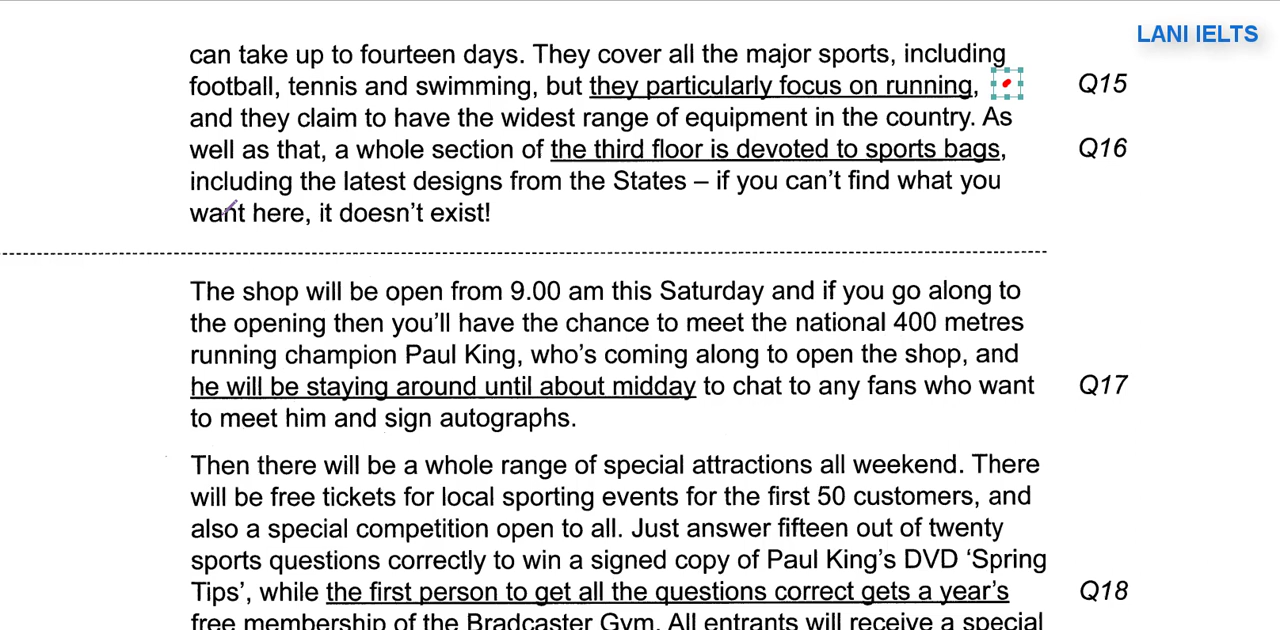 LANI IELTS
can take up to fourteen days. They cover all the major sports, including
football, tennis and swimming, but they particularly focus on running, Q15
and they claim to have the widest range of equipment in the country. As
well as that, a whole section of the third floor is devoted to sports bags, Q16
including the latest designs from the States – if you can’t find what you
want here, it doesn’t exist!
The shop will be open from 9.00 am this Saturday and if you go along to
the opening then you’ll have the chance to meet the national 400 metres
running champion Paul King, who’s coming along to open the shop, and
he will be staying around until about midday to chat to any fans who want Q17
to meet him and sign autographs.
Then there will be a whole range of special attractions all weekend. There
will be free tickets for local sporting events for the first 50 customers, and
also a special competition open to all. Just answer fifteen out of twenty
sports questions correctly to win a signed copy of Paul King’s DVD ‘Spring
Tips’, while the first person to get all the questions correct gets a year’s Q18
free membership of the Bradcaster Gym. All entrants will receive a special